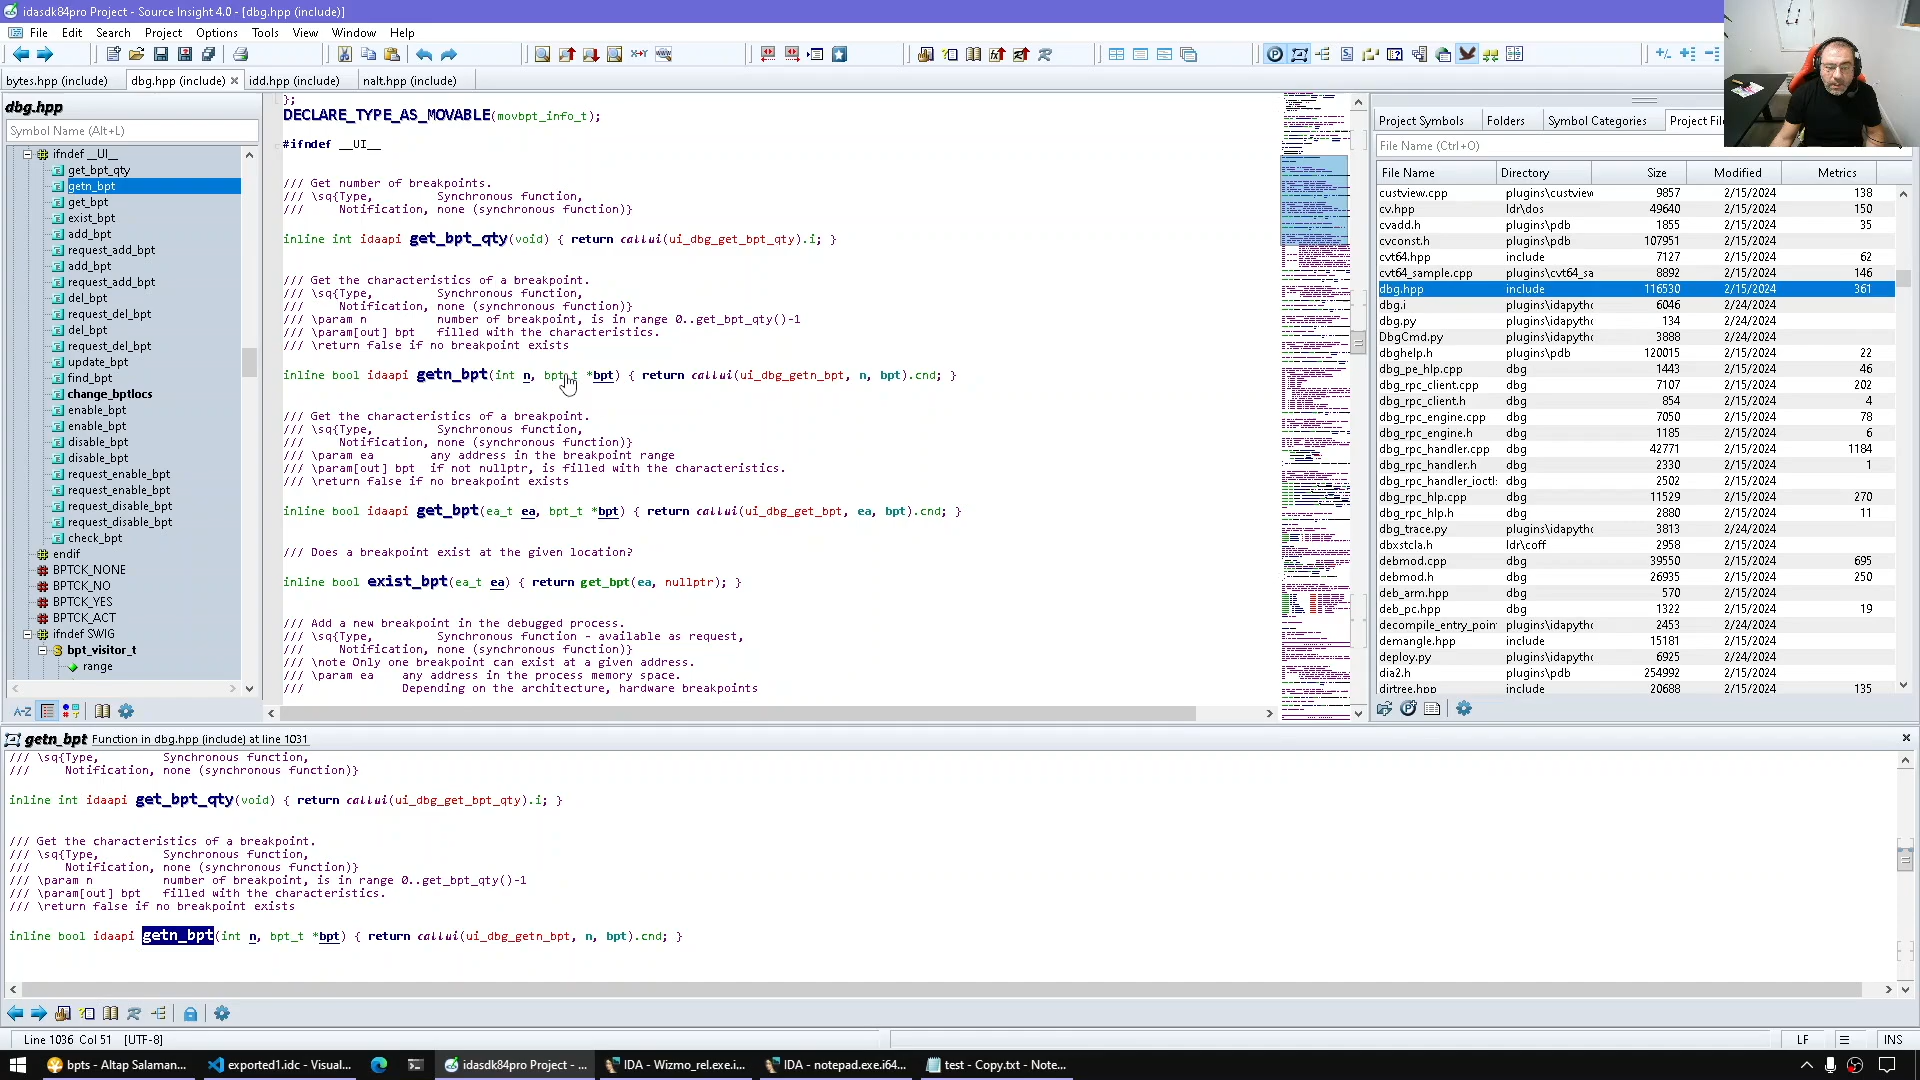 idasdk84pro Project - Source Insight 4.0 - [dbg.hpp (include)]
File Edit Search Project Options Tools View Window Help
bytes.hpp (include) dbg.hpp (include) idd.hpp (include) nalt.hpp (include)
dbg.hpp
Symbol Name (Alt+L)
ifndef __UI__
get_bpt_qty
getn_bpt
get_bpt
exist_bpt
add_bpt
request_add_bpt
add_bpt
request_add_bpt
del_bpt
request_del_bpt
del_bpt
request_del_bpt
update_bpt
find_bpt
change_bptlocs
enable_bpt
enable_bpt
disable_bpt
disable_bpt
request_enable_bpt
request_enable_bpt
request_disable_bpt
request_disable_bpt
check_bpt
endif
BPTCK_NONE
BPTCK_NO
BPTCK_YES
BPTCK_ACT
ifndef SWIG
bpt_visitor_t
range
A-Z
};
DECLARE_TYPE_AS_MOVABLE(movbpt_info_t);
#ifndef __UI__
/// Get number of breakpoints.
/// \sq{Type, Synchronous function,
/// Notification, none (synchronous function)}
inline int idaapi get_bpt_qty(void) { return callui(ui_dbg_get_bpt_qty).i; }
/// Get the characteristics of a breakpoint.
/// \sq{Type, Synchronous function,
/// Notification, none (synchronous function)}
/// \param n number of breakpoint, is in range 0..get_bpt_qty()-1
/// \param[out] bpt filled with the characteristics.
/// \return false if no breakpoint exists
inline bool idaapi getn_bpt(int n, bpt_t *bpt) { return callui(ui_dbg_getn_bpt, n, bpt).cnd; }
/// Get the characteristics of a breakpoint.
/// \sq{Type, Synchronous function,
/// Notification, none (synchronous function)}
/// \param ea any address in the breakpoint range
/// \param[out] bpt if not nullptr, is filled with the characteristics.
/// \return false if no breakpoint exists
inline bool idaapi get_bpt(ea_t ea, bpt_t *bpt) { return callui(ui_dbg_get_bpt, ea, bpt).cnd; }
/// Does a breakpoint exist at the given location?
inline bool exist_bpt(ea_t ea) { return get_bpt(ea, nullptr); }
/// Add a new breakpoint in the debugged process.
/// \sq{Type, Synchronous function - available as request,
/// Notification, none (synchronous function)}
/// \note Only one breakpoint can exist at a given address.
/// \param ea any address in the process memory space.
/// Depending on the architecture, hardware breakpoints
Project Symbols Folders Symbol Categories Project File
File Name (Ctrl+O)
File Name Directory Size Modified Metrics
custview.cpp plugins\custview 9857 2/15/2024 138
cv.hpp ldr\dos 49640 2/15/2024 150
cvadd.h plugins\pdb 1855 2/15/2024 35
cvconst.h plugins\pdb 107951 2/15/2024
cvt64.hpp include 7127 2/15/2024 62
cvt64_sample.cpp plugins\cvt64_sa 8892 2/15/2024 146
dbg.hpp include 116530 2/15/2024 361
dbg.i plugins\idapytho 6046 2/24/2024
dbg.py plugins\idapytho 134 2/24/2024
DbgCmd.py plugins\idapytho 3888 2/24/2024
dbghelp.h plugins\pdb 120015 2/15/2024 22
dbg_pe_hlp.cpp dbg 1443 2/15/2024 46
dbg_rpc_client.cpp dbg 7107 2/15/2024 202
dbg_rpc_client.h dbg 854 2/15/2024 4
dbg_rpc_engine.cpp dbg 7050 2/15/2024 78
dbg_rpc_engine.h dbg 1185 2/15/2024 6
dbg_rpc_handler.cpp dbg 42771 2/15/2024 1184
dbg_rpc_handler.h dbg 2330 2/15/2024 1
dbg_rpc_handler_ioctl: dbg 2502 2/15/2024
dbg_rpc_hlp.cpp dbg 11529 2/15/2024 270
dbg_rpc_hlp.h dbg 2880 2/15/2024 11
dbg_trace.py plugins\idapytho 3813 2/24/2024
dbxstcla.h ldr\coff 2958 2/15/2024
debmod.cpp dbg 39550 2/15/2024 695
debmod.h dbg 26935 2/15/2024 250
deb_arm.hpp dbg 570 2/15/2024
deb_pc.hpp dbg 1322 2/15/2024 19
decompile_entry_point plugins\idapytho 2453 2/24/2024
demangle.hpp include 15181 2/15/2024
deploy.py plugins\idapytho 6925 2/24/2024
dia2.h plugins\pdb 254992 2/15/2024
dirtree.hpp include 20688 2/15/2024 135
getn_bpt Function in dbg.hpp (include) at line 1031
/// \sq{Type, Synchronous function,
/// Notification, none (synchronous function)}
inline int idaapi get_bpt_qty(void) { return callui(ui_dbg_get_bpt_qty).i; }
/// Get the characteristics of a breakpoint.
/// \sq{Type, Synchronous function,
/// Notification, none (synchronous function)}
/// \param n number of breakpoint, is in range 0..get_bpt_qty()-1
/// \param[out] bpt filled with the characteristics.
/// \return false if no breakpoint exists
inline bool idaapi getn_bpt(int n, bpt_t *bpt) { return callui(ui_dbg_getn_bpt, n, bpt).cnd; }
Line 1036 Col 51 [UTF-8] LF INS
bpts - Altap Salaman... exported1.idc - Visual... idasdk84pro Project - ... IDA - Wizmo_rel.exe.i... IDA - notepad.exe.i64... test - Copy.txt - Note...